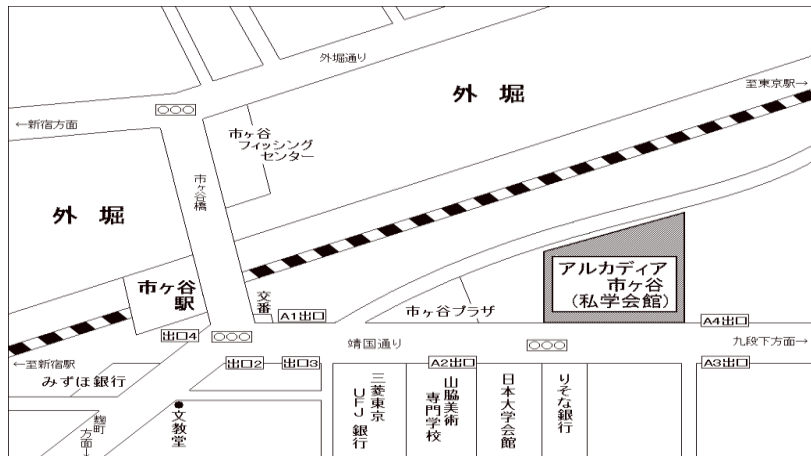 外堀通り
外 堀
至東京駅→
←新宿方面
市ヶ谷
フィッシング
センター
市ヶ谷橋
外 堀
アルカディア
市ヶ谷
(私学会館)
市ヶ谷
駅
交番
A1出口
市ヶ谷プラザ
A4出口
出口4
靖国通り
九段下方面→
←至新宿駅
出口2
出口3
A2出口
A3出口
みずほ銀行
麹町
方面→
●文教堂
三菱東京
UFJ銀行
山脇美術
専門学校
日本大学会館
りそな銀行